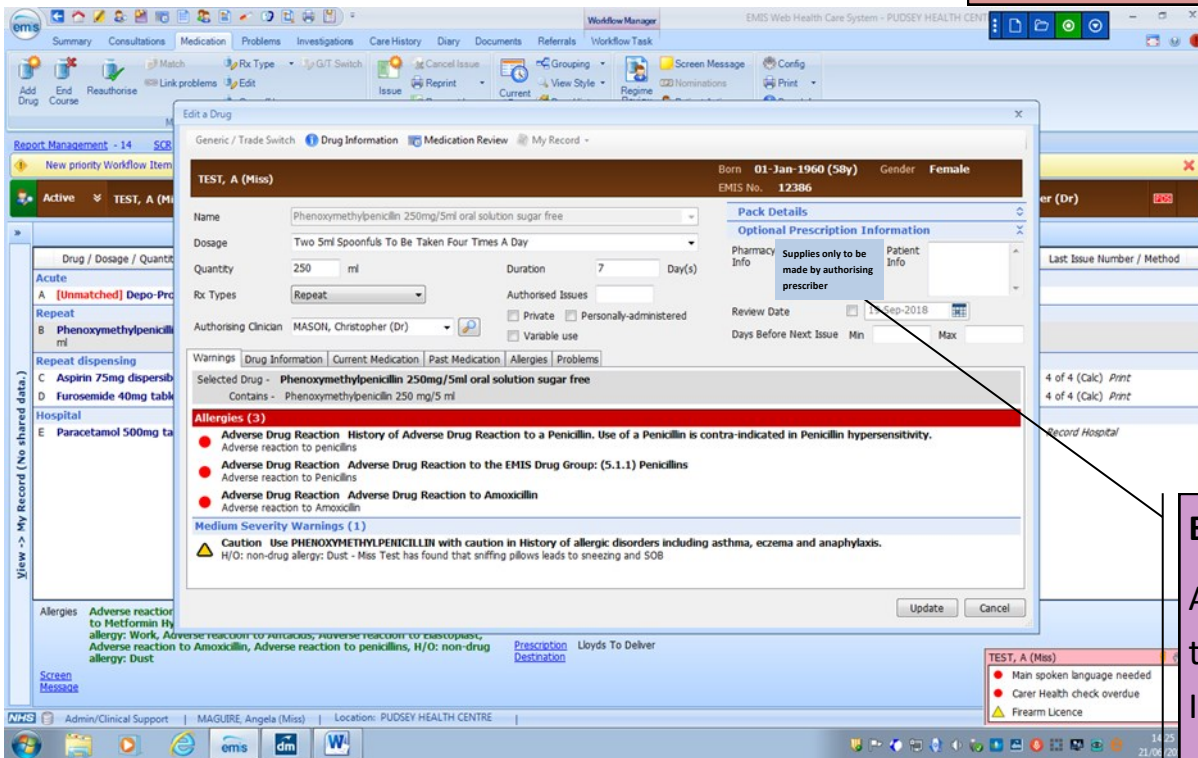 Workflow Manager
EMIS Web Health Care System - PUDSEY HEALTH CENT
ems
Summary Consultations Medication Problems Investigations Care History Diary Documents Referrals Workflow Task
Match Rx Type G/T Switch Cancel Issue Grouping Screen Message Config
Link problems Edit Reprint View Style Nominations Print
Add Drug End Course Reauthorise Issue Current Regime
Edit a Drug
Generic / Trade Switch Drug Information Medication Review My Record
Report Management - 14 SCR
New priority Workflow Item
TEST, A (Miss)
Born 01-Jan-1960 (58y) Gender Female
EMIS No. 12386
Active TEST, A (Mi
er (Dr)
Name Phenoxymethylpenicillin 250mg/5ml oral solution sugar free
Pack Details
Dosage Two 5ml Spoonfuls To Be Taken Four Times A Day
Optional Prescription Information
Pharmacy Info Supplies only to be made by authorising prescriber Patient Info
Quantity 250 ml Duration 7 Day(s)
Rx Types Repeat Authorised Issues
Private Personally-administered
Review Date 19-Sep-2018
Authorising Clinician MASON, Christopher (Dr)
Variable use
Days Before Next Issue Min Max
Drug / Dosage / Quantit
Last Issue Number / Method
Acute
A [Unmatched] Depo-Pro
Repeat
B Phenoxymethylpenicilli
ml
Repeat dispensing
C Aspirin 75mg dispersib
4 of 4 (Calc) Print
D Furosemide 40mg table
4 of 4 (Calc) Print
Hospital
E Paracetamol 500mg ta
Record Hospital
View -> My Record (No shared data.)
Warnings Drug Information Current Medication Past Medication Allergies Problems
Selected Drug - Phenoxymethylpenicillin 250mg/5ml oral solution sugar free
Contains - Phenoxymethylpenicillin 250 mg/5 ml
Allergies (3)
Adverse Drug Reaction History of Adverse Drug Reaction to a Penicillin. Use of a Penicillin is contra-indicated in Penicillin hypersensitivity.
Adverse reaction to penicillins
Adverse Drug Reaction Adverse Drug Reaction to the EMIS Drug Group: (5.1.1) Penicillins
Adverse reaction to Penicillins
Adverse Drug Reaction Adverse Drug Reaction to Amoxicillin
Adverse reaction to Amoxicillin
Medium Severity Warnings (1)
Caution Use PHENOXYMETHYLPENICILLIN with caution in History of allergic disorders including asthma, eczema and anaphylaxis.
H/O: non-drug allergy: Dust - Miss Test has found that sniffing pillows leads to sneezing and SOB
Update Cancel
Allergies Adverse reaction
to Metformin Hy
allergy: Work, Adverse reaction to Antacids, Adverse reaction to Elastoplast,
Adverse reaction to Amoxicillin, Adverse reaction to penicillins, H/O: non-drug
allergy: Dust
Prescription Destination Lloyds To Deliver
Screen Message
TEST, A (Miss)
Main spoken language needed
Carer Health check overdue
Firearm Licence
NHS Admin/Clinical Support | MAGUIRE, Angela (Miss) | Location: PUDSEY HEALTH CENTRE
ems dm W
14:25